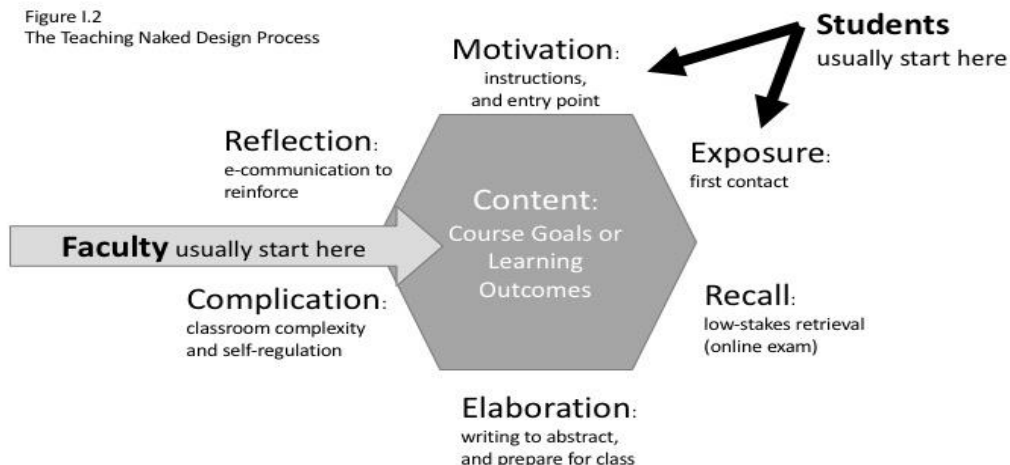 Figure I.2
The Teaching Naked Design Process
Motivation:
instructions,
and entry point
Students
usually start here
Exposure:
first contact
Recall:
low-stakes retrieval
(online exam)
Elaboration:
writing to abstract,
and prepare for class
Complication:
classroom complexity
and self-regulation
Reflection:
e-communication to
reinforce
Faculty usually start here
Content:
Course Goals or
Learning
Outcomes